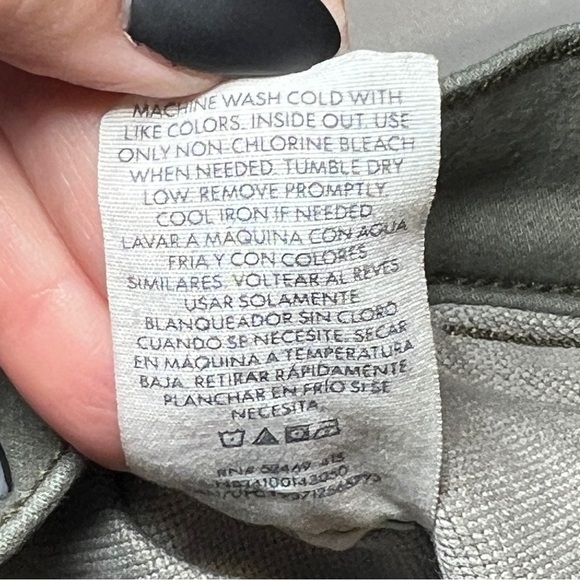 MACHINE WASH COLD WITH
LIKE COLORS. INSIDE OUT. USE
ONLY NON-CHLORINE BLEACH
WHEN NEEDED. TUMBLE DRY
LOW. REMOVE PROMPTLY.
COOL IRON IF NEEDED
LAVAR A MÁQUINA CON AGUA
FRIA Y CON COLORES
SIMILARES. VOLTEAR AL REVES
USAR SOLAMENTE
BLANQUEADOR SIN CLORO
CUANDO SE NECESITE. SECAR
EN MÁQUINA A TEMPERATURA
BAJA. RETIRAR RÁPIDAMENTE.
PLANCHAR EN FRÍO SI SE
NECESITA.
RN# 52469